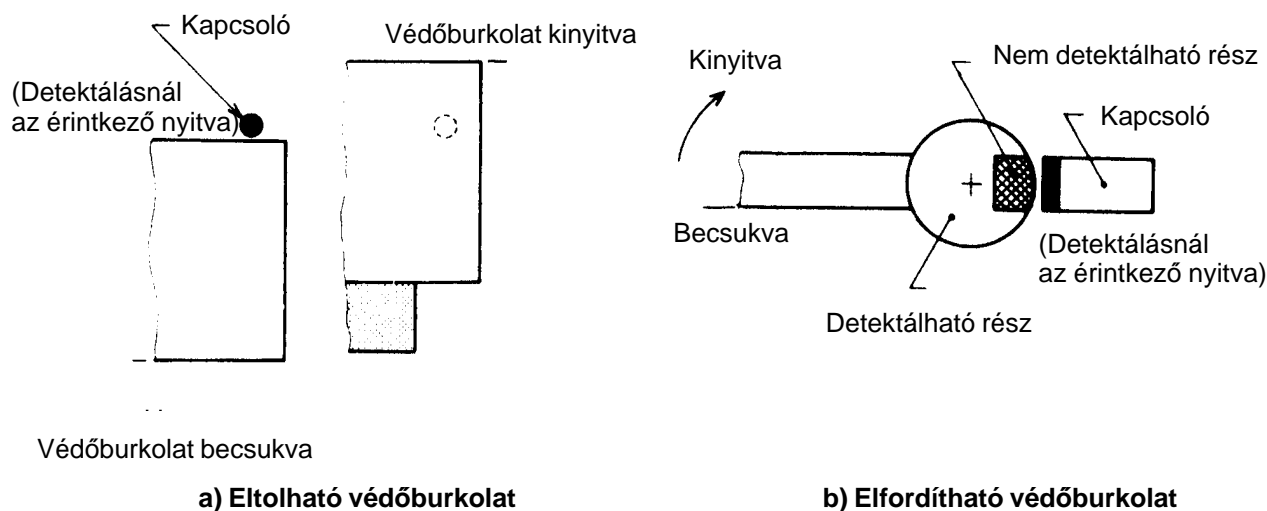 Kapcsoló
Védőburkolat kinyitva
(Detektálásnál
az érintkező nyitva)
Védőburkolat becsukva
a) Eltolható védőburkolat
Nem detektálható rész
Kinyitva
Kapcsoló
Becsukva
(Detektálásnál
az érintkező nyitva)
Detektálható rész
b) Elfordítható védőburkolat